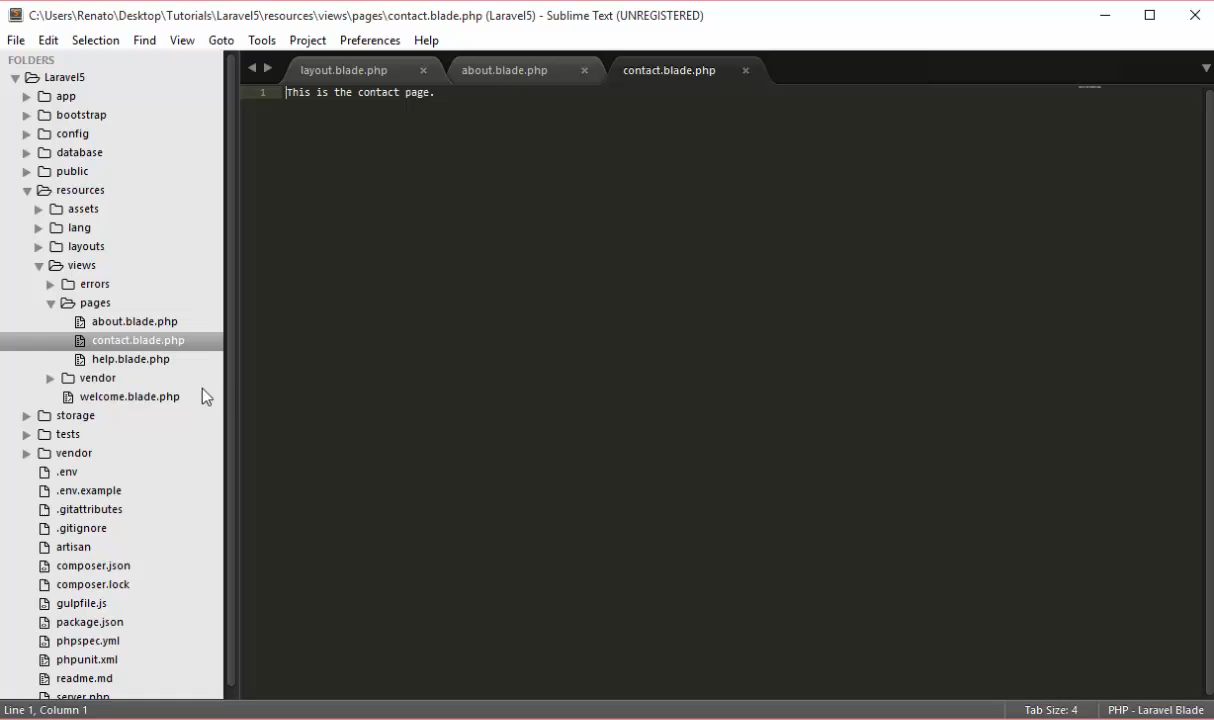 C:\Users\Renato\Desktop\Tutorials\Laravel5\resources\views\pages\contact.blade.php (Laravel5) - Sublime Text (UNREGISTERED)
File Edit Selection Find View Goto Tools Project Preferences Help
FOLDERS
Laravel5
app
bootstrap
config
database
public
resources
assets
lang
layouts
views
errors
pages
about.blade.php
contact.blade.php
help.blade.php
vendor
welcome.blade.php
storage
tests
vendor
.env
.env.example
.gitattributes
.gitignore
artisan
composer.json
composer.lock
gulpfile.js
package.json
phpspec.yml
phpunit.xml
readme.md
server.php
layout.blade.php about.blade.php contact.blade.php
1 This is the contact page.
Line 1, Column 1 Tab Size: 4 PHP - Laravel Blade